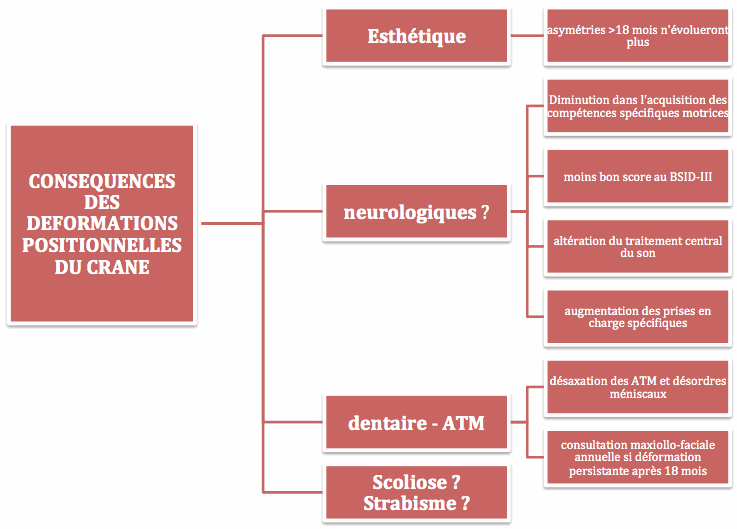 CONSEQUENCES
DES
DEFORMATIONS
POSITIONNELLES
DU CRANE
Esthétique
asymétries >18 mois n'évolueront
plus
neurologiques ?
Diminution dans l'acquisition des
compétences spécifiques motrices
moins bon score au BSID-III
altération du traitement central
du son
augmentation des prises en
charge spécifiques
dentaire - ATM
désaxation des ATM et désordres
méniscaux
consultation maxiollo-faciale
annuelle si déformation
persistante après 18 mois
Scoliose ?
Strabisme ?